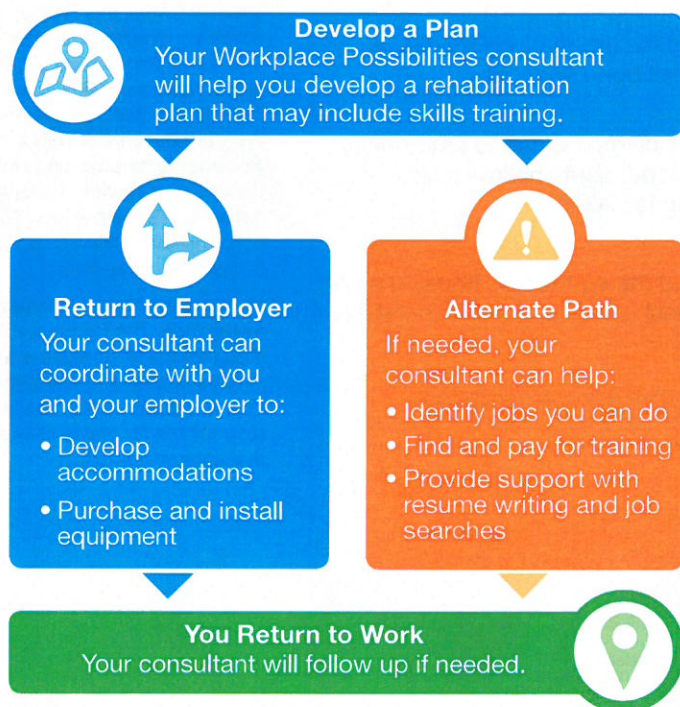 Develop a Plan
Your Workplace Possibilities consultant
will help you develop a rehabilitation
plan that may include skills training.
Return to Employer
Your consultant can
coordinate with you
and your employer to:
• Develop
accommodations
• Purchase and install
equipment
Alternate Path
If needed, your
consultant can help:
• Identify jobs you can do
• Find and pay for training
• Provide support with
resume writing and job
searches
You Return to Work
Your consultant will follow up if needed.